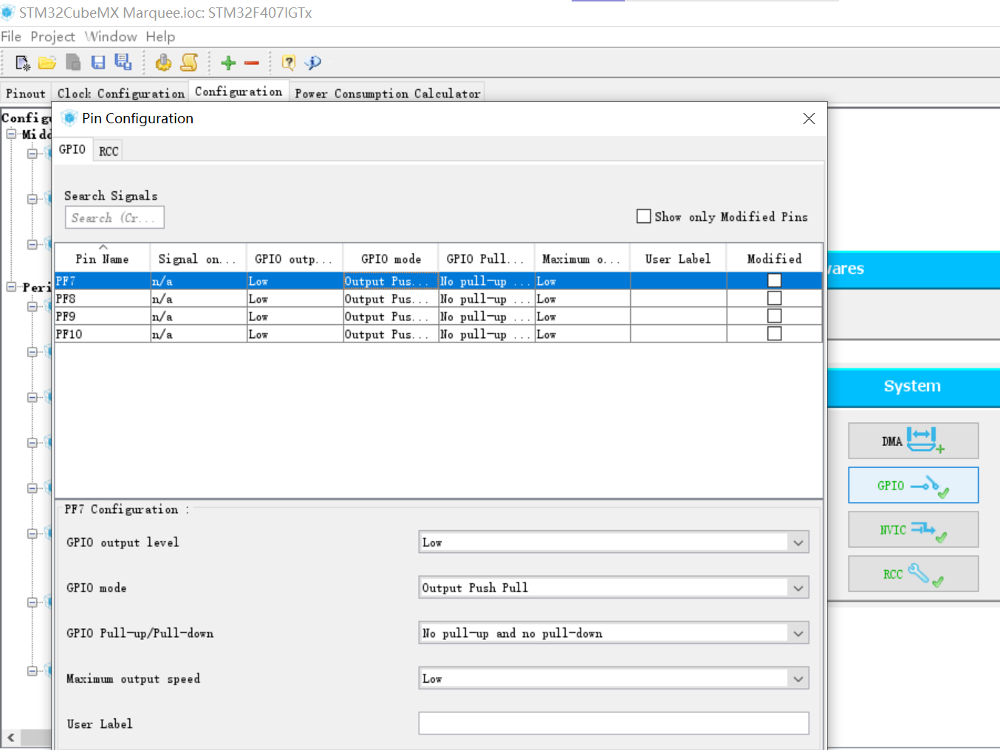 STM32CubeMX Marquee.ioc: STM32F407IGTx
File Project Window Help
Pinout Clock Configuration Configuration Power Consumption Calculator
Configu
Midd
Peri
Pin Configuration
GPIO RCC
Search Signals
Search (Cr...
Show only Modified Pins
Pin Name Signal on... GPIO outp... GPIO mode GPIO Pull... Maximum o... User Label Modified
PF7 n/a Low Output Pus... No pull-up ... Low
PF8 n/a Low Output Pus... No pull-up ... Low
PF9 n/a Low Output Pus... No pull-up ... Low
PF10 n/a Low Output Pus... No pull-up ... Low
PF7 Configuration :
GPIO output level Low
GPIO mode Output Push Pull
GPIO Pull-up/Pull-down No pull-up and no pull-down
Maximum output speed Low
User Label
wares
System
DMA
GPIO
NVIC
RCC